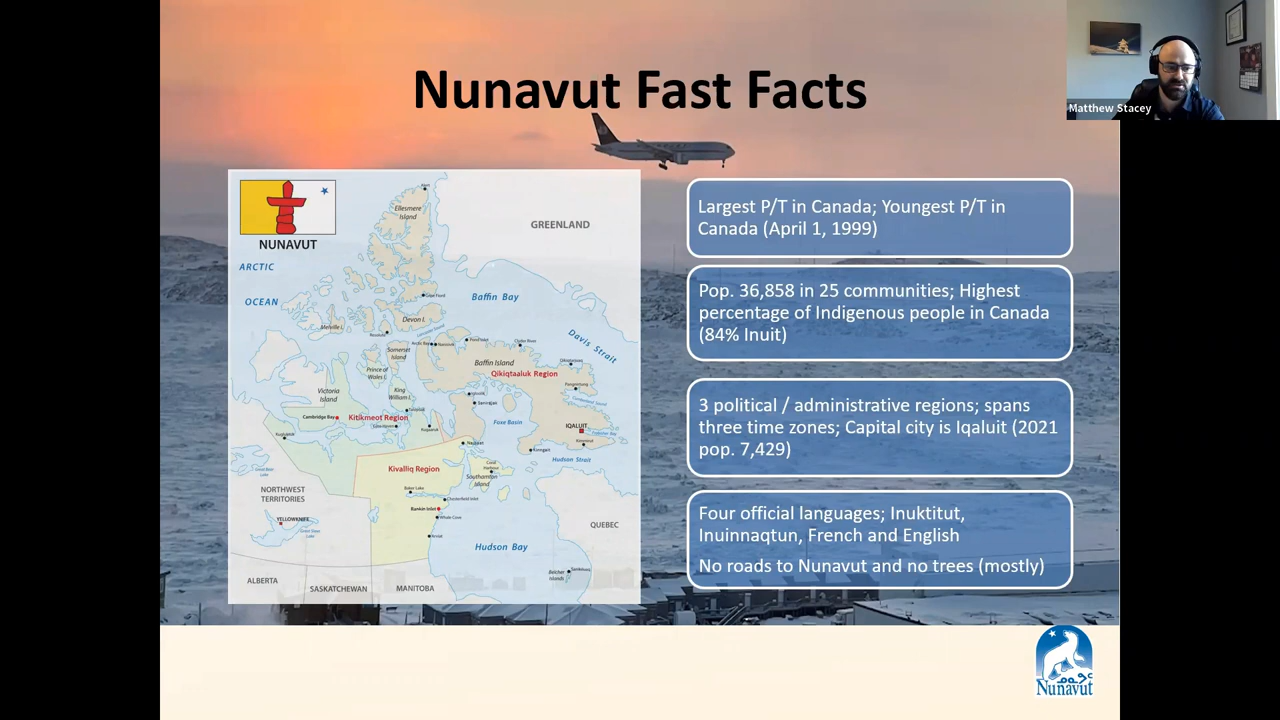 Nunavut Fast Facts
Matthew Stacey
NUNAVUT
GREENLAND
Ellesmere
Island
ARCTIC
OCEAN
Baffin Bay
Devon I.
Melville I.
Davis Strait
Somerset
Island
Baffin Island
Prince of
Wales I.
Qikiqtaaluk Region
Victoria
Island
King
William I.
Cambridge Bay
Kitikmeot Region
Foxe Basin
IQALUIT
Hudson Strait
Kivalliq Region
Southampton
Island
Baker Lake
Chesterfield Inlet
NORTHWEST
TERRITORIES
Rankin Inlet
Whale Cove
YELLOWKNIFE
QUEBEC
Arviat
Hudson Bay
Belcher
Islands
ALBERTA
SASKATCHEWAN
MANITOBA
Largest P/T in Canada; Youngest P/T in
Canada (April 1, 1999)
Pop. 36,858 in 25 communities; Highest
percentage of Indigenous people in Canada
(84% Inuit)
3 political / administrative regions; spans
three time zones; Capital city is Iqaluit (2021
pop. 7,429)
Four official languages; Inuktitut,
Inuinnaqtun, French and English
No roads to Nunavut and no trees (mostly)
ᓄᓇᕗᑦ
Nunavut